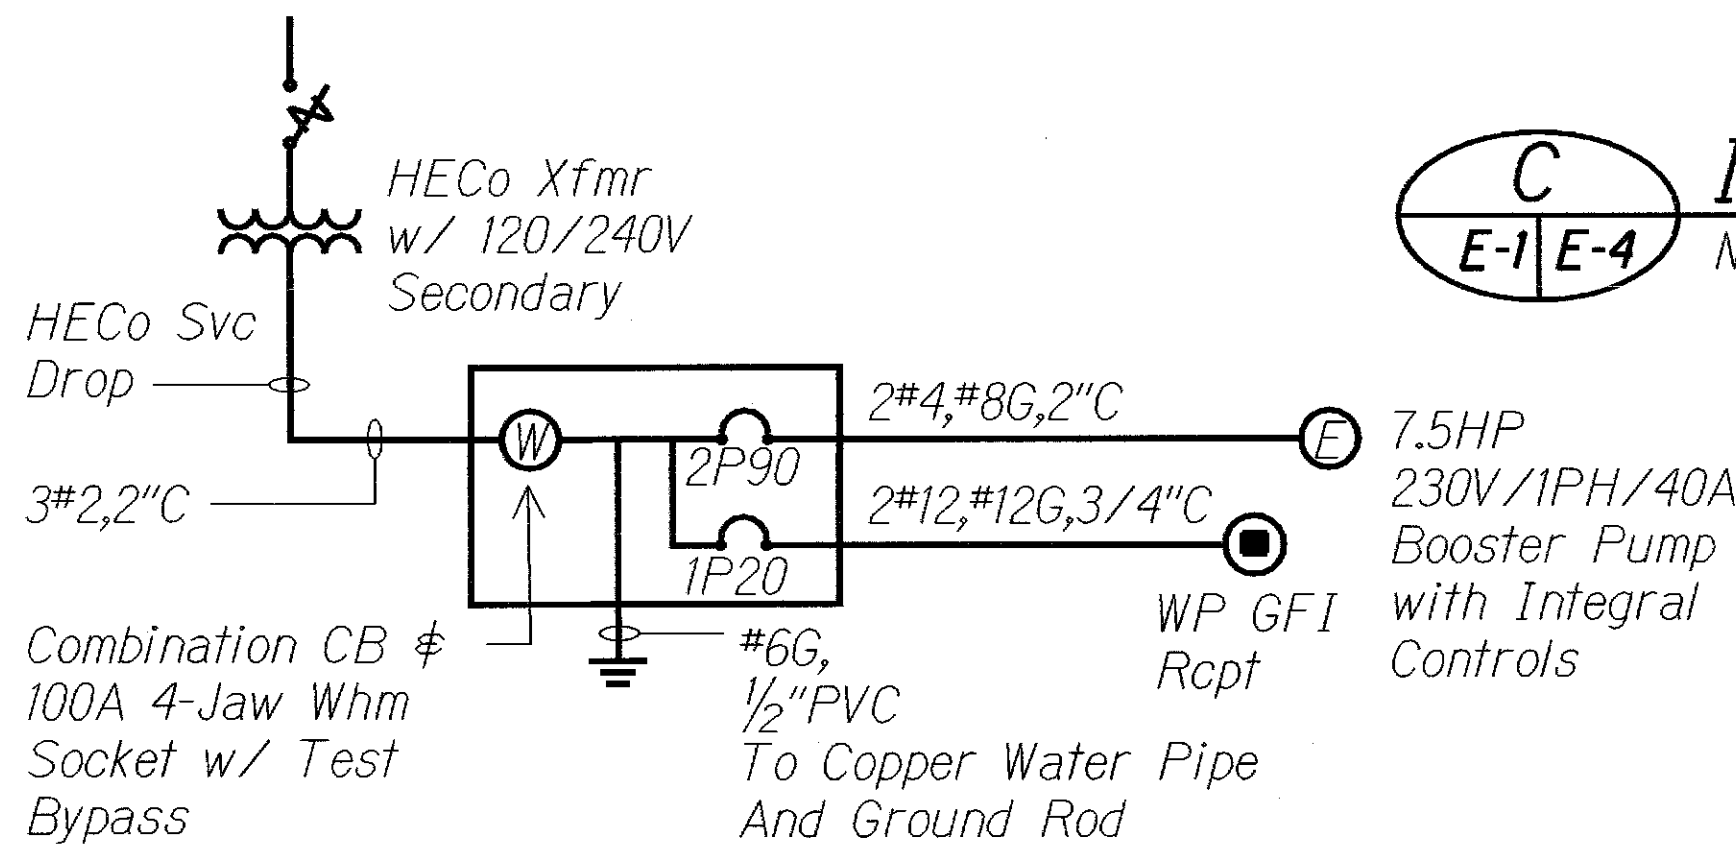 HECo Xfmr
w/ 120/240V
Secondary
HECo Svc
Drop
3#2,2"C
W
2P90
1P20
2#4,#8G,2"C
2#12,#12G,3/4"C
E
7.5HP
230V/1PH/40A
Booster Pump
with Integral
Controls
WP GFI
Rcpt
Combination CB &
100A 4-Jaw Whm
Socket w/ Test
Bypass
#6G,
1/2"PVC
To Copper Water Pipe
And Ground Rod
C
E-1 E-4